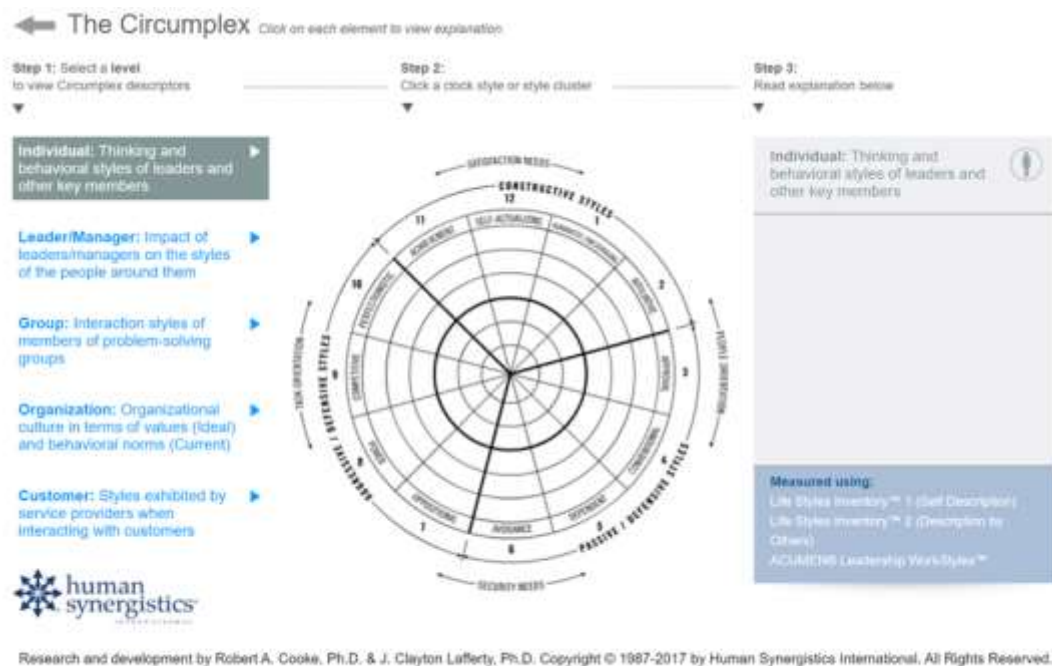 The Circumplex Click on each element to view explanation
Step 1: Select a level
to view Circumplex descriptors
Step 2:
Click a clock style or style cluster
Step 3:
Read explanation below
Individual: Thinking and
behavioral styles of leaders and
other key members
Leader/Manager: Impact of
leaders/managers on the styles
of the people around them
Group: Interaction styles of
members of problem-solving
groups
Organization: Organizational
culture in terms of values (Ideal)
and behavioral norms (Current)
Customer: Styles exhibited by
service providers when
interacting with customers
human
synergistics
SATISFACTION NEEDS
CONSTRUCTIVE STYLES
12
SELF-ACTUALIZING
1
HUMANISTIC-ENCOURAGING
2
AFFILIATIVE
PEOPLE ORIENTATION
3
APPROVAL
4
CONVENTIONAL
5
DEPENDENT
PASSIVE / DEFENSIVE STYLES
6
AVOIDANCE
SECURITY NEEDS
7
OPPOSITIONAL
8
POWER
9
COMPETITIVE
AGGRESSIVE / DEFENSIVE STYLES
TASK ORIENTATION
10
PERFECTIONISTIC
11
ACHIEVEMENT
Individual: Thinking and
behavioral styles of leaders and
other key members
Measured using:
Life Styles Inventory™ 1 (Self Description)
Life Styles Inventory™ 2 (Description by
Others)
ACUMEN® Leadership WorkStyles™
Research and development by Robert A. Cooke, Ph.D. & J. Clayton Lafferty, Ph.D. Copyright © 1987-2017 by Human Synergistics International. All Rights Reserved